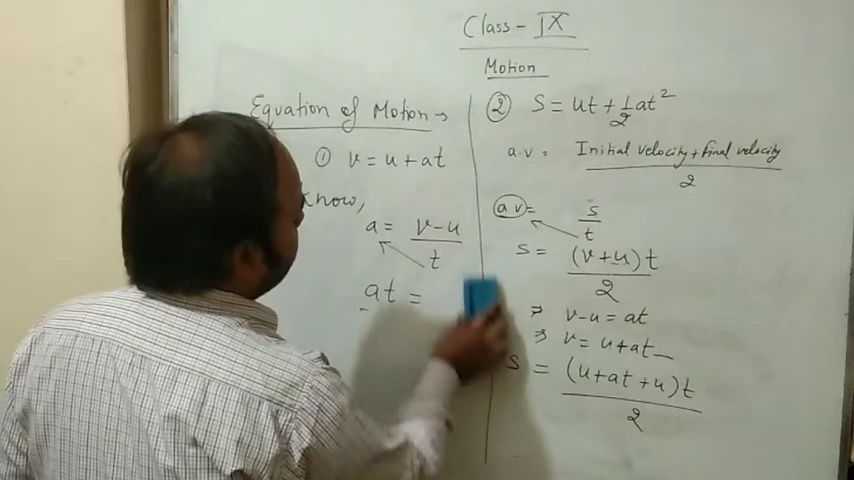 Class - IX
Motion
Equation of Motion →
① v = u + at
know,
a = v-u / t
at =
② S = ut + 1/2 at²
a.v = Initial velocity + final velocity / 2
av = s / t
s = (v+u)t / 2
⇒ v-u = at
⇒ v = u+at
s = (u+at+u)t / 2